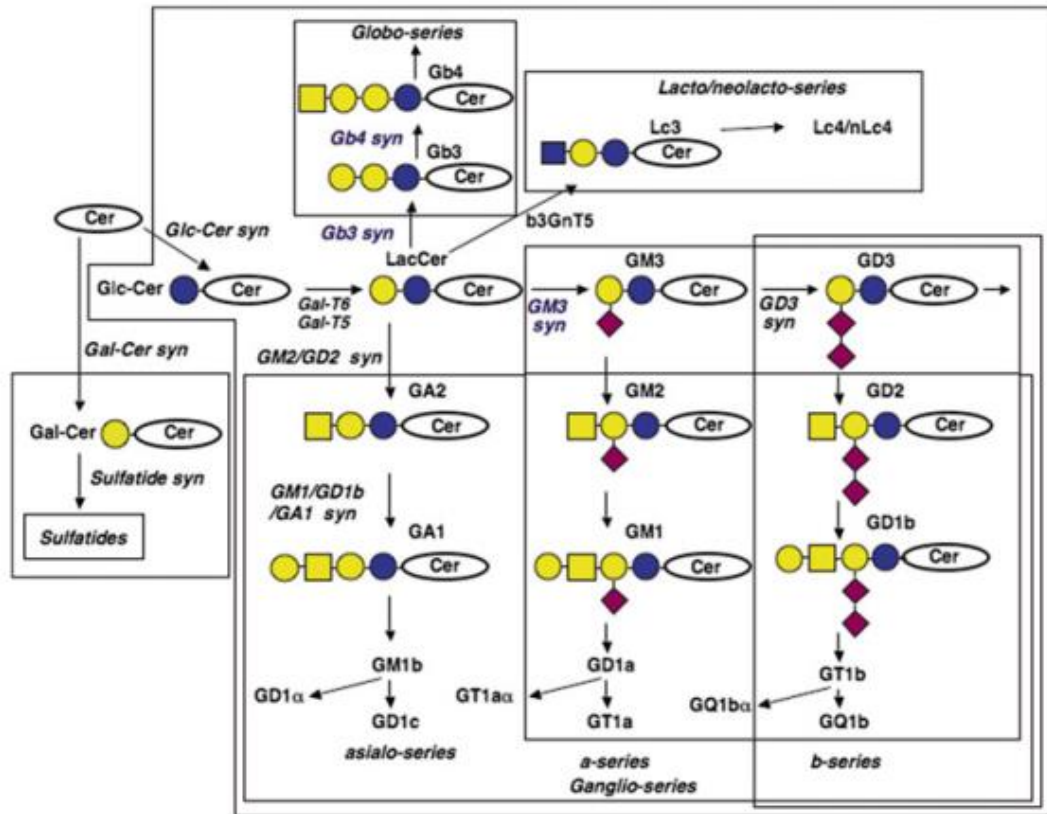 Globo-series
Gb4
Cer
Gb4 syn
Gb3
Cer
Gb3 syn
Lacto/neolacto-series
Lc3
Cer
Lc4/nLc4
b3GnT5
Cer
Glc-Cer syn
Glc-Cer
Cer
Gal-T6
Gal-T5
LacCer
Cer
GM3
syn
GM3
Cer
GD3
syn
GD3
Cer
Gal-Cer syn
Gal-Cer
Cer
Sulfatide syn
Sulfatides
GM2/GD2 syn
GA2
Cer
GM1/GD1b
/GA1 syn
GA1
Cer
GM1b
GD1α
GD1c
asialo-series
GM2
Cer
GM1
Cer
GD1a
GT1aα
GT1a
a-series
GD2
Cer
GD1b
Cer
GT1b
GQ1bα
GQ1b
b-series
Ganglio-series